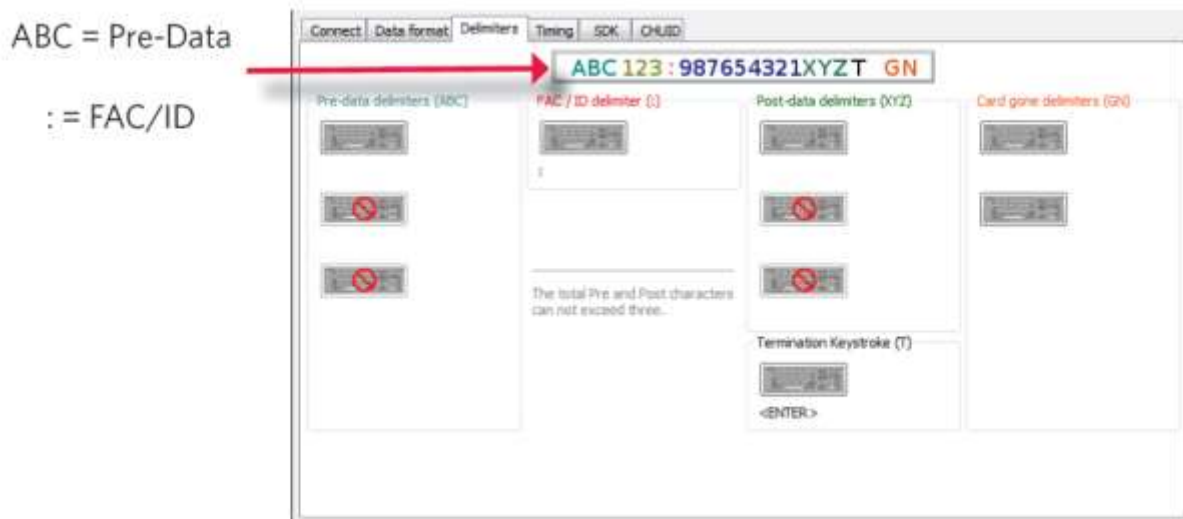 ABC = Pre-Data
: = FAC/ID
Connect Data format Delimiters Timing SDK CHUID
ABC 123:987654321XYZT GN
Pre-data delimiters (ABC)
FAC / ID delimiter (:)
:
The total Pre and Post characters
can not exceed three.
Post-data delimiters (XYZ)
Termination Keystroke (T)
<ENTER>
Card gone delimiters (GN)